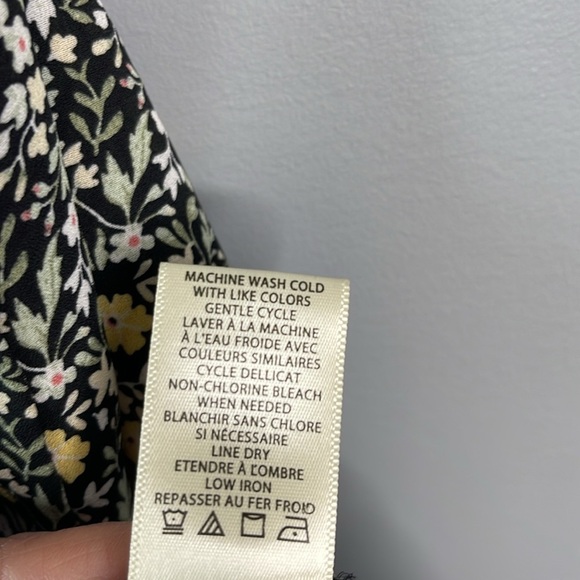 MACHINE WASH COLD
WITH LIKE COLORS
GENTLE CYCLE
LAVER À LA MACHINE
À L'EAU FROIDE AVEC
COULEURS SIMILAIRES
CYCLE DELLICAT
NON-CHLORINE BLEACH
WHEN NEEDED
BLANCHIR SANS CHLORE
SI NÉCESSAIRE
LINE DRY
ETENDRE À L'OMBRE
LOW IRON
REPASSER AU FER FROID